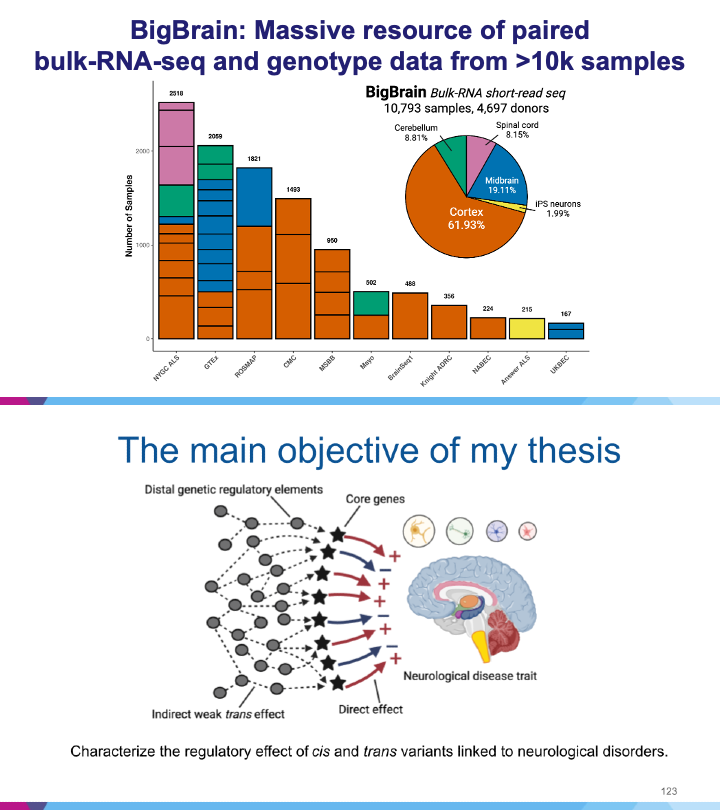 BigBrain: Massive resource of paired
bulk-RNA-seq and genotype data from >10k samples
BigBrain Bulk-RNA short-read seq
10,793 samples, 4,697 donors
Number of Samples
2000
1000
0
2518
2059
1821
1493
950
502
488
356
224
215
167
NYGC ALS
GTEx
ROSMAP
CMC
MSBB
Mayo
BrainSeq1
Knight ADRC
NABEC
Answer ALS
UKBEC
Cerebellum
8.81%
Spinal cord
8.15%
Midbrain
19.11%
iPS neurons
1.99%
Cortex
61.93%
The main objective of my thesis
Distal genetic regulatory elements
Core genes
+
−
+
+
−
+
−
+
Neurological disease trait
Direct effect
Indirect weak trans effect
Characterize the regulatory effect of cis and trans variants linked to neurological disorders.
123